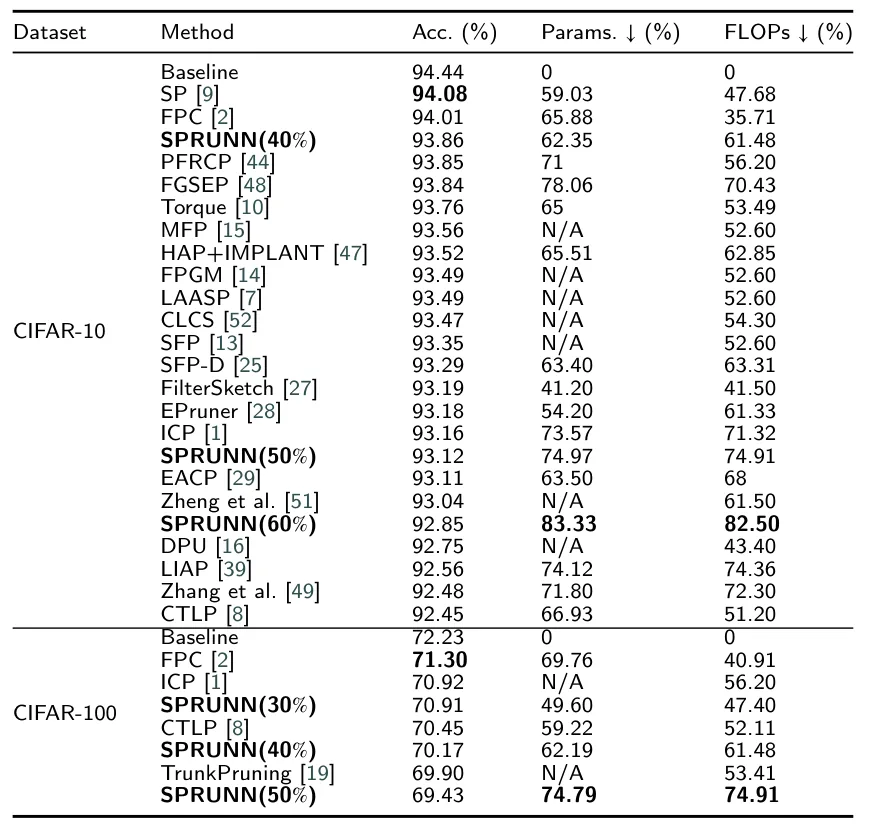 Dataset Method Acc. (%) Params. ↓ (%) FLOPs ↓ (%)
Baseline 94.44 0 0
SP [9] 94.08 59.03 47.68
FPC [2] 94.01 65.88 35.71
SPRUNN(40%) 93.86 62.35 61.48
PFRCP [44] 93.85 71 56.20
FGSEP [48] 93.84 78.06 70.43
Torque [10] 93.76 65 53.49
MFP [15] 93.56 N/A 52.60
HAP+IMPLANT [47] 93.52 65.51 62.85
FPGM [14] 93.49 N/A 52.60
LAASP [7] 93.49 N/A 52.60
CLCS [52] 93.47 N/A 54.30
CIFAR-10
SFP [13] 93.35 N/A 52.60
SFP-D [25] 93.29 63.40 63.31
FilterSketch [27] 93.19 41.20 41.50
EPruner [28] 93.18 54.20 61.33
ICP [1] 93.16 73.57 71.32
SPRUNN(50%) 93.12 74.97 74.91
EACP [29] 93.11 63.50 68
Zheng et al. [51] 93.04 N/A 61.50
SPRUNN(60%) 92.85 83.33 82.50
DPU [16] 92.75 N/A 43.40
LIAP [39] 92.56 74.12 74.36
Zhang et al. [49] 92.48 71.80 72.30
CTLP [8] 92.45 66.93 51.20
Baseline 72.23 0 0
FPC [2] 71.30 69.76 40.91
ICP [1] 70.92 N/A 56.20
SPRUNN(30%) 70.91 49.60 47.40
CIFAR-100
CTLP [8] 70.45 59.22 52.11
SPRUNN(40%) 70.17 62.19 61.48
TrunkPruning [19] 69.90 N/A 53.41
SPRUNN(50%) 69.43 74.79 74.91